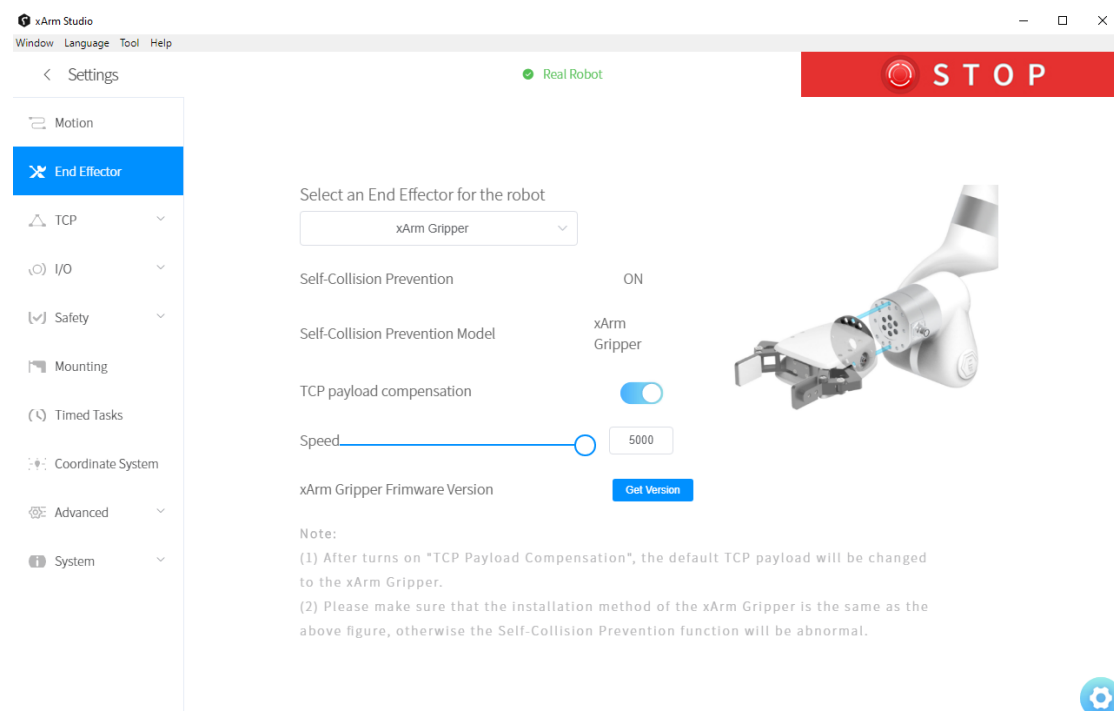 xArm Studio
Window Language Tool Help
Settings
Real Robot
STOP
Motion
End Effector
TCP
I/O
Safety
Mounting
Timed Tasks
Coordinate System
Advanced
System
Select an End Effector for the robot
xArm Gripper
Self-Collision Prevention ON
Self-Collision Prevention Model xArm
Gripper
TCP payload compensation
Speed 5000
xArm Gripper Frimware Version Get Version
Note:
(1) After turns on "TCP Payload Compensation", the default TCP payload will be changed
to the xArm Gripper.
(2) Please make sure that the installation method of the xArm Gripper is the same as the
above figure, otherwise the Self-Collision Prevention function will be abnormal.